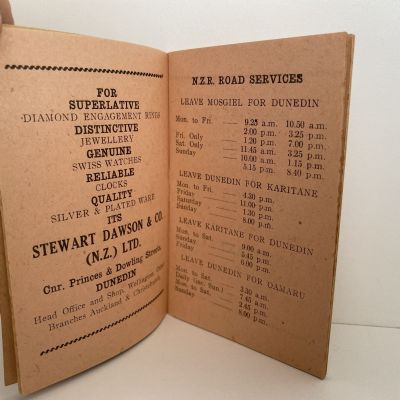 FOR
SUPERLATIVE
DIAMOND ENGAGEMENT RINGS
DISTINCTIVE
JEWELLERY
GENUINE
SWISS WATCHES
RELIABLE
CLOCKS
QUALITY
SILVER & PLATED WARE
ITS
STEWART DAWSON & CO.
(N.Z.) LTD.
Cnr. Princes & Dowling Streets,
DUNEDIN
Head Office and Shop, Wellington. Other
Branches Auckland & Christchurch.
N.Z.R. ROAD SERVICES
LEAVE MOSGIEL FOR DUNEDIN
Mon. to Fri. 9.25 a.m. 10.50 a.m.
2.00 p.m. 3.25 p.m.
Fri. Only 1.20 p.m. 7.00 p.m.
Sat. Only 11.45 a.m. 3.25 p.m.
Sunday 10.00 a.m. 1.15 p.m.
5.15 p.m. 8.40 p.m.
LEAVE DUNEDIN FOR KARITANE
Mon. to Fri. 4.30 p.m.
Friday 11.00 p.m.
Saturday 1.30 p.m.
Sunday 8.00 p.m.
LEAVE KARITANE FOR DUNEDIN
Mon. to Sat. 9.00 a.m.
Friday 5.45 p.m.
Sunday 6.00 p.m.
LEAVE DUNEDIN FOR OAMARU
Mon. to Sat. 3.30 p.m.
Daily (inc. Sun.) 7.45 a.m.
Mon. to Sat. 2.45 p.m.
Sunday 8.00 p.m.